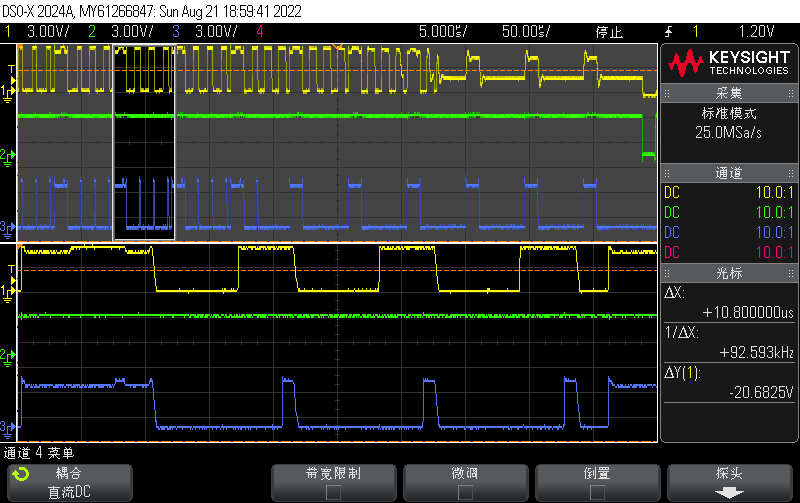 DSO-X 2024A, MY61266847: Sun Aug 21 18:59:41 2022
1 3.00V/ 2 3.00V/ 3 3.00V/ 4 5.000s/ 50.00s/ 停止 1 1.20V
KEYSIGHT
TECHNOLOGIES
采集
标准模式
25.0MSa/s
通道
DC 10.0:1
DC 10.0:1
DC 10.0:1
DC 10.0:1
光标
ΔX:
+10.800000us
1/ΔX:
+92.593kHz
ΔY(1):
-20.6825V
T
1
2
3
T
1
2
3
通道 4 菜单
耦合
直流DC
带宽限制
微调
倒置
探头